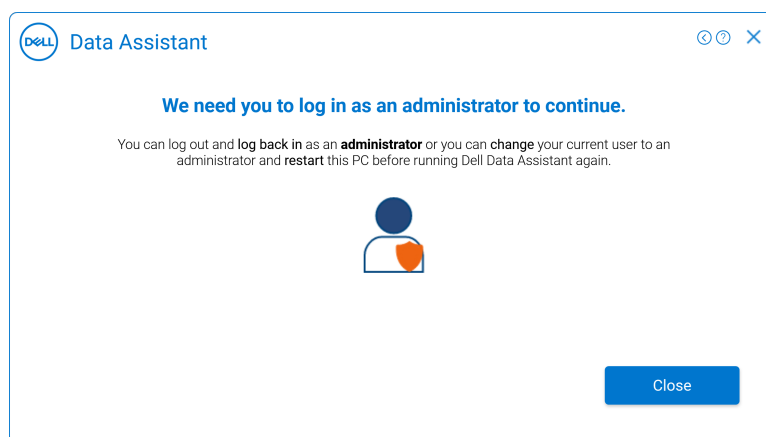 DELL Data Assistant
We need you to log in as an administrator to continue.
You can log out and log back in as an administrator or you can change your current user to an
administrator and restart this PC before running Dell Data Assistant again.
Close